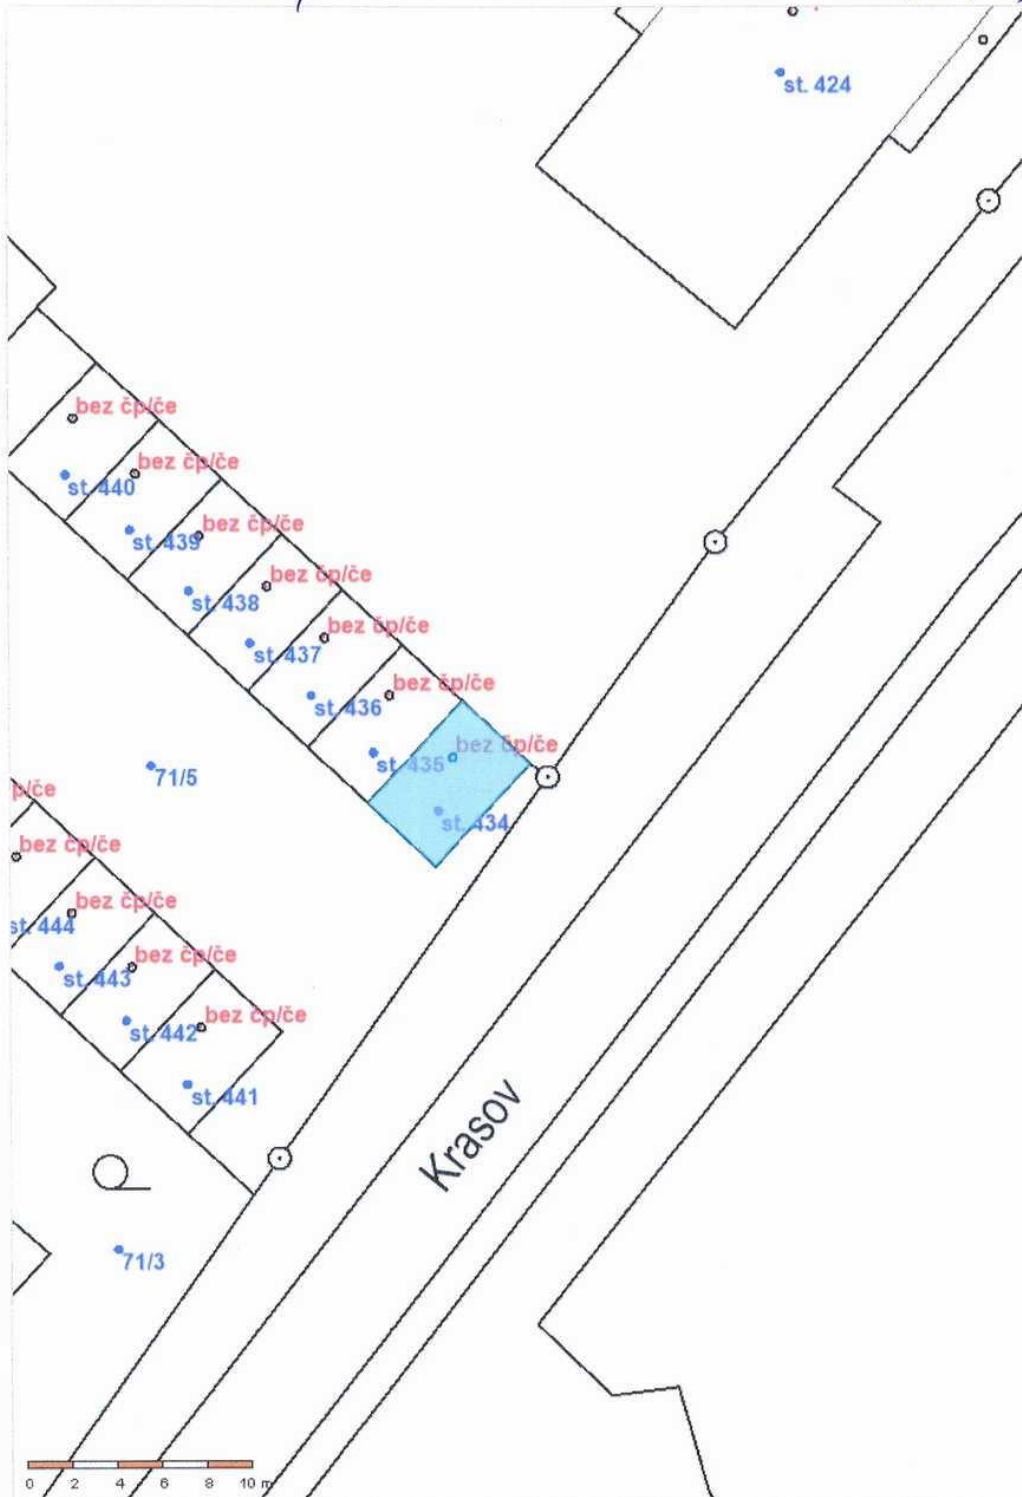 st. 424
bez čp/če
bez čp/če
st. 440
bez čp/če
st. 439
bez čp/če
st. 438
bez čp/če
st. 437
bez čp/če
st. 436
bez čp/če
st. 435
71/5
p/če
st. 434
bez čp/če
bez čp/če
st. 444
bez čp/če
st. 443
bez čp/če
st. 442
st. 441
Krasov
71/3
0 2 4 6 8 10 m